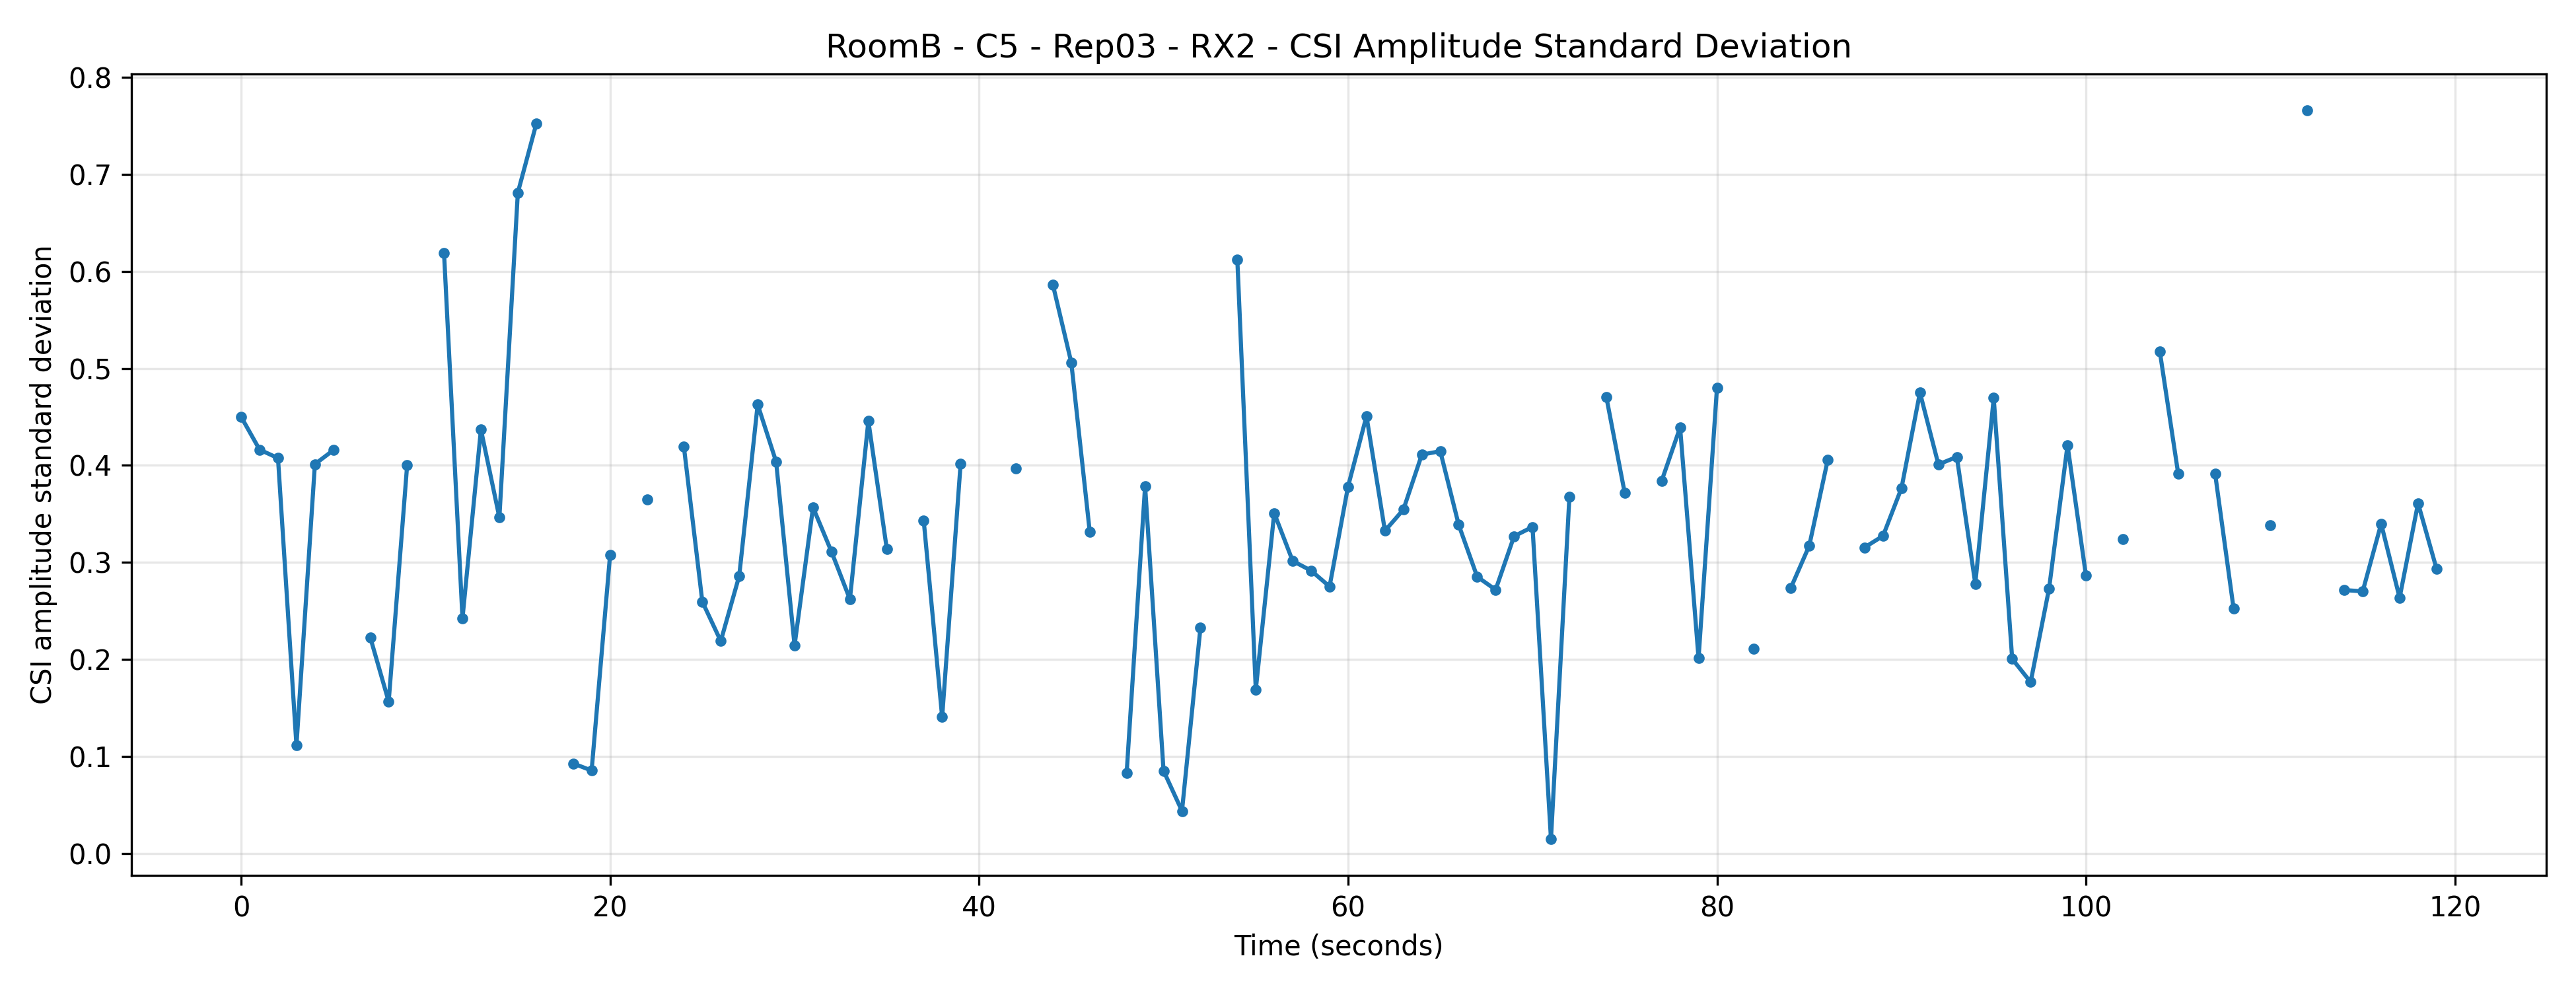 RoomB - C5 - Rep03 - RX2 - CSI Amplitude Standard Deviation
CSI amplitude standard deviation
0.8
0.7
0.6
0.5
0.4
0.3
0.2
0.1
0.0
0 20 40 60 80 100 120
Time (seconds)